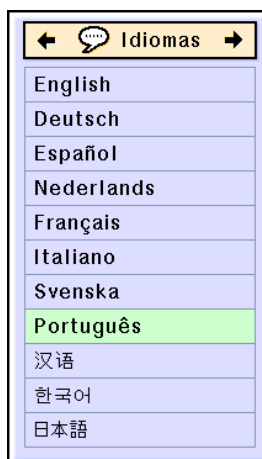 Idiomas
English
Deutsch
Español
Nederlands
Français
Italiano
Svenska
Português
汉语
한국어
日本語